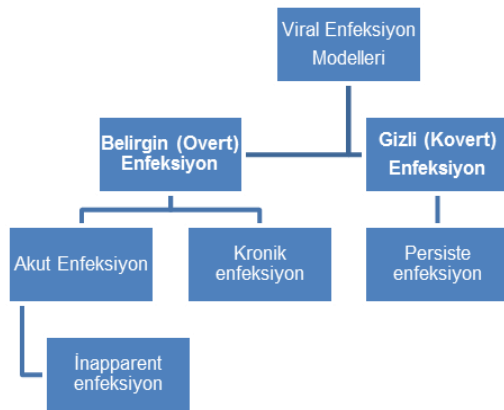 Viral Enfeksiyon
Modelleri
Belirgin (Overt)
Enfeksiyon
Gizli (Kovert)
Enfeksiyon
Akut Enfeksiyon
Kronik
enfeksiyon
Persiste
enfeksiyon
İnapparent
enfeksiyon